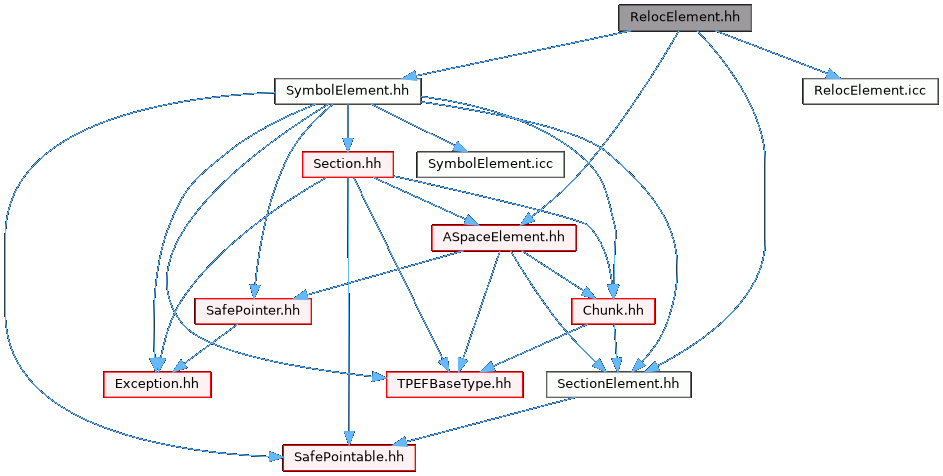 RelocElement.hh
SymbolElement.hh
RelocElement.icc
Section.hh
SymbolElement.icc
ASpaceElement.hh
SafePointer.hh
Chunk.hh
Exception.hh
TPEFBaseType.hh
SectionElement.hh
SafePointable.hh